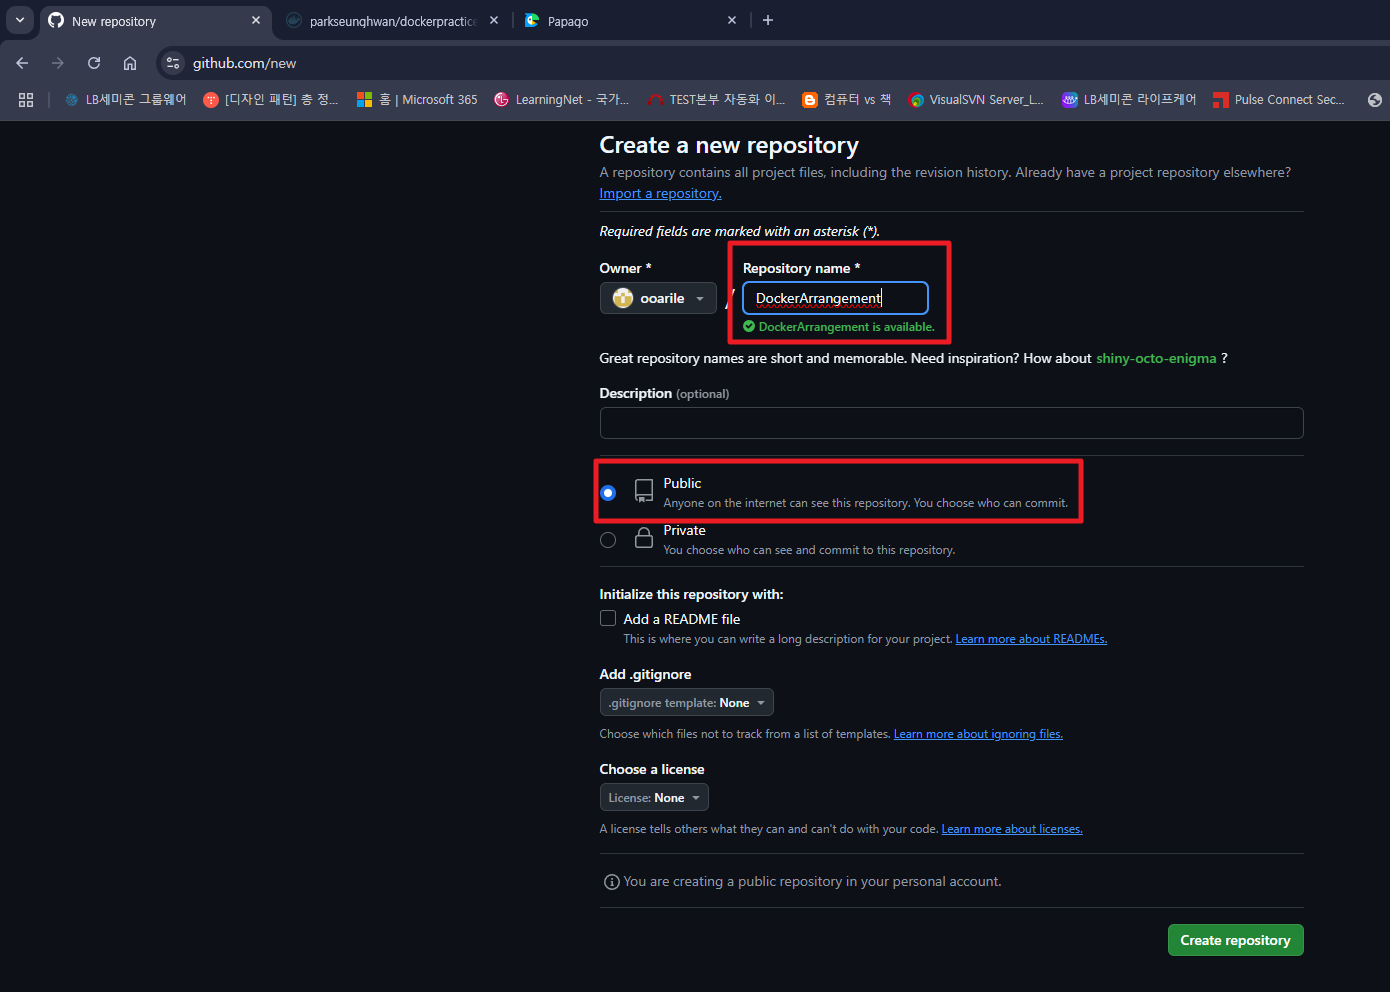 New repository
parkseunghwan/dockerpractice
Papago
github.com/new
LB세미콘 그룹웨어
[디자인 패턴] 총 정...
홈 | Microsoft 365
LearningNet - 국가...
TEST본부 자동화 이...
컴퓨터 vs 책
VisualSVN Server_L...
LB세미콘 라이프케어
Pulse Connect Sec...
Create a new repository
A repository contains all project files, including the revision history. Already have a project repository elsewhere?
Import a repository.
Required fields are marked with an asterisk (*).
Owner * Repository name *
ooarile / DockerArrangement
DockerArrangement is available.
Great repository names are short and memorable. Need inspiration? How about shiny-octo-enigma ?
Description (optional)
Public
Anyone on the internet can see this repository. You choose who can commit.
Private
You choose who can see and commit to this repository.
Initialize this repository with:
Add a README file
This is where you can write a long description for your project. Learn more about READMEs.
Add .gitignore
.gitignore template: None
Choose which files not to track from a list of templates. Learn more about ignoring files.
Choose a license
License: None
A license tells others what they can and can't do with your code. Learn more about licenses.
You are creating a public repository in your personal account.
Create repository